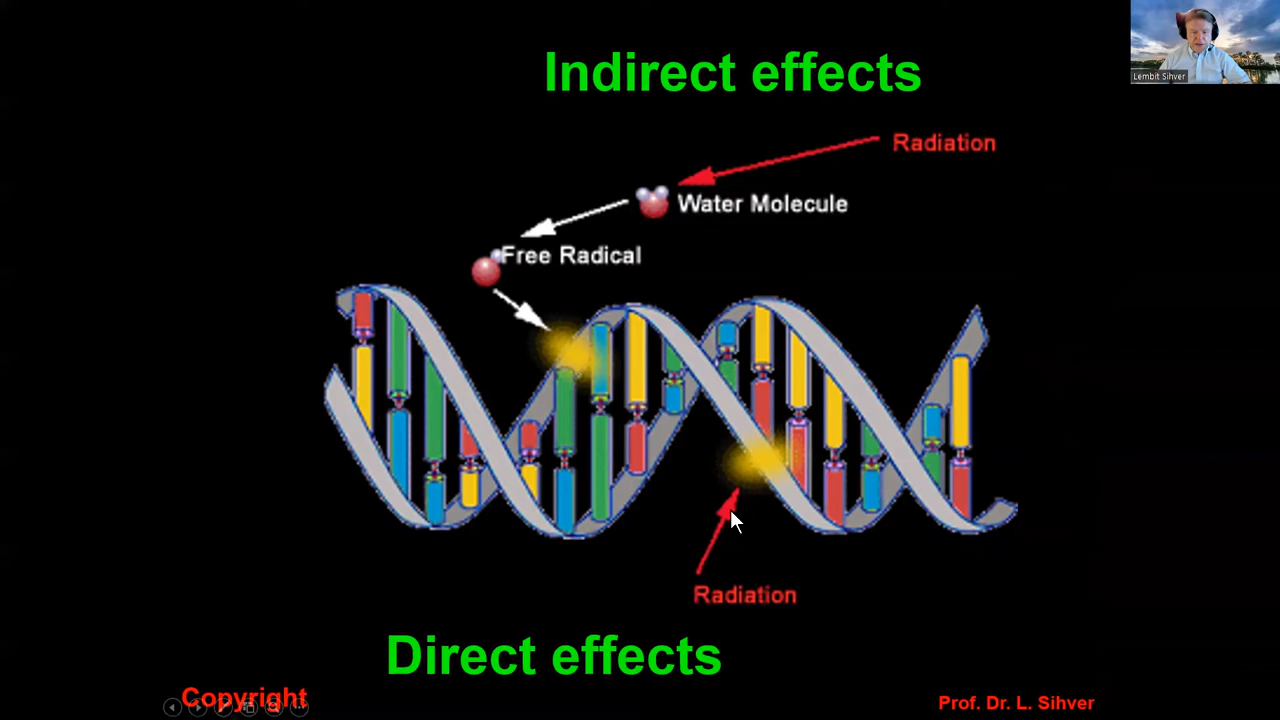 Indirect effects
Lembit Sihver
Radiation
Water Molecule
Free Radical
Radiation
Direct effects
Copyright
Prof. Dr. L. Sihver